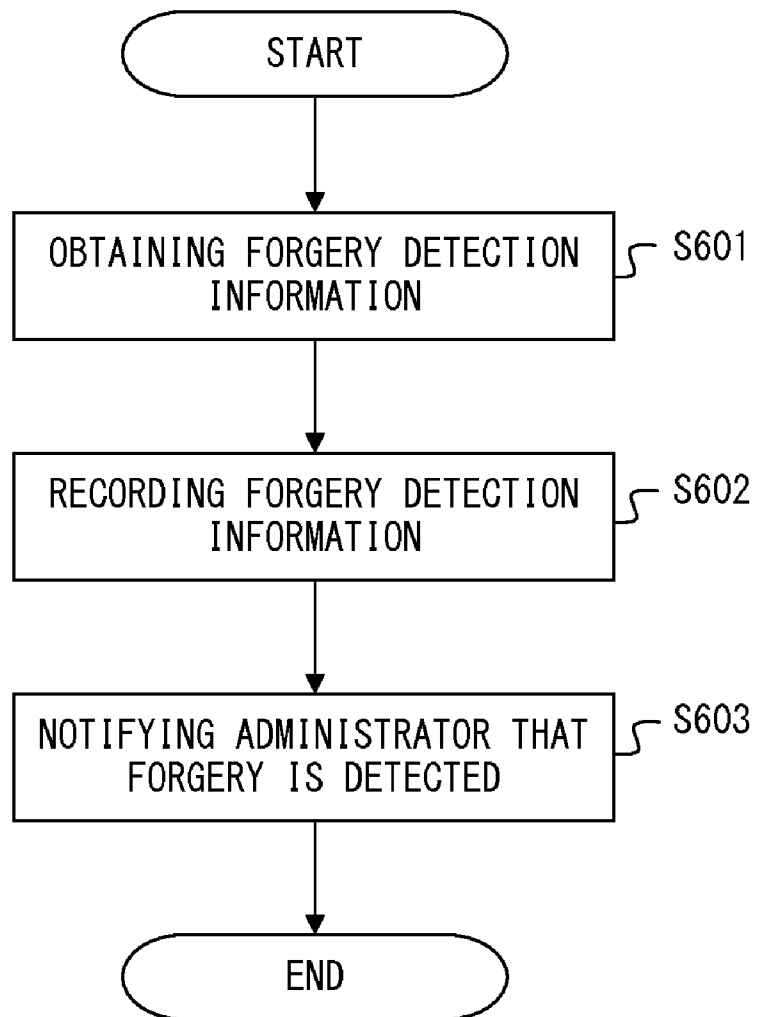 START
OBTAINING FORGERY DETECTION
INFORMATION
S601
RECORDING FORGERY DETECTION
INFORMATION
S602
NOTIFYING ADMINISTRATOR THAT
FORGERY IS DETECTED
S603
END